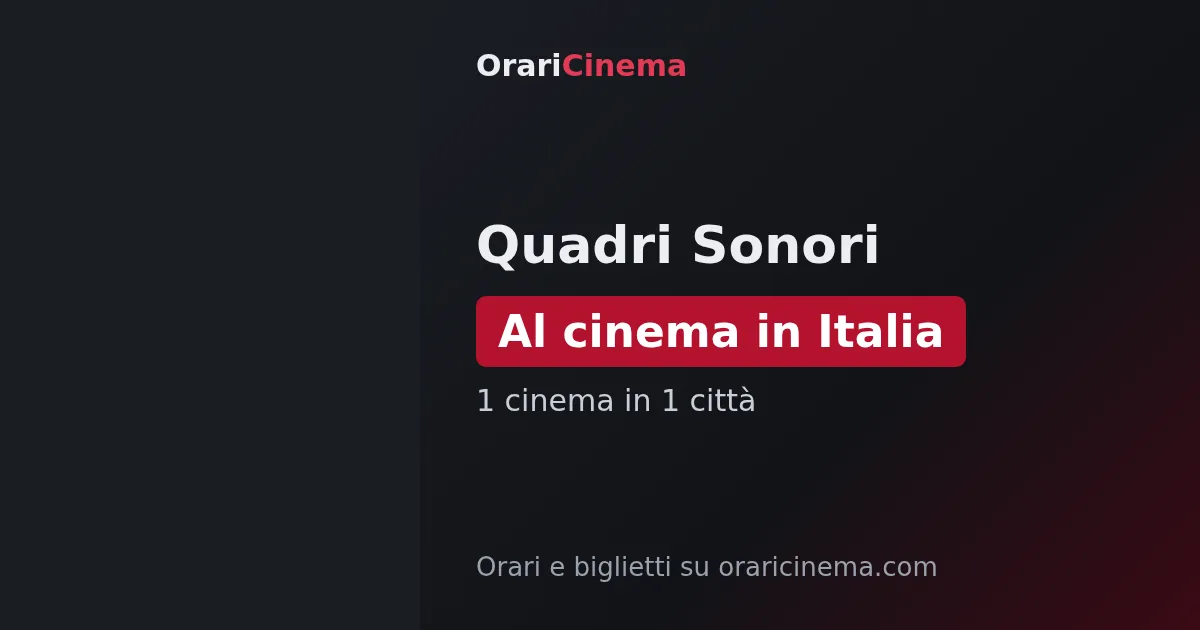 OrariCinema
Quadri Sonori
Al cinema in Italia
1 cinema in 1 città
Orari e biglietti su oraricinema.com